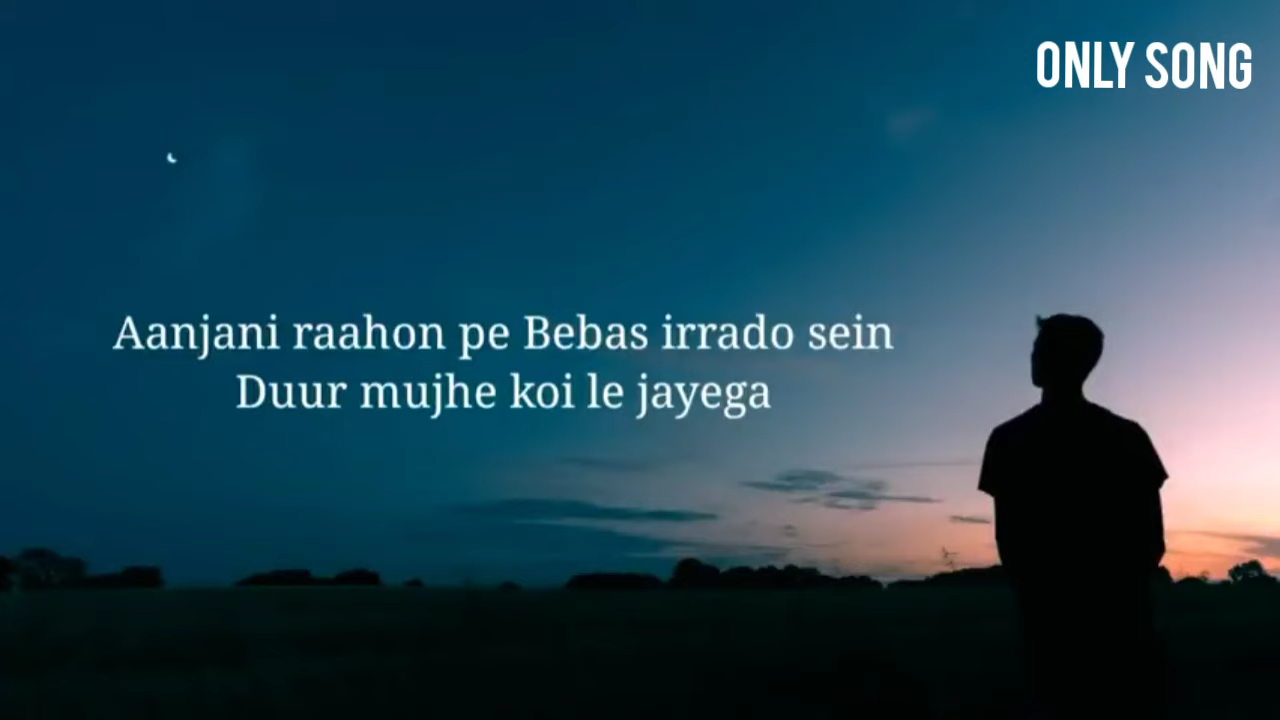 ONLY SONG
Aanjani raahon pe Bebas irrado sein
Duur mujhe koi le jayega